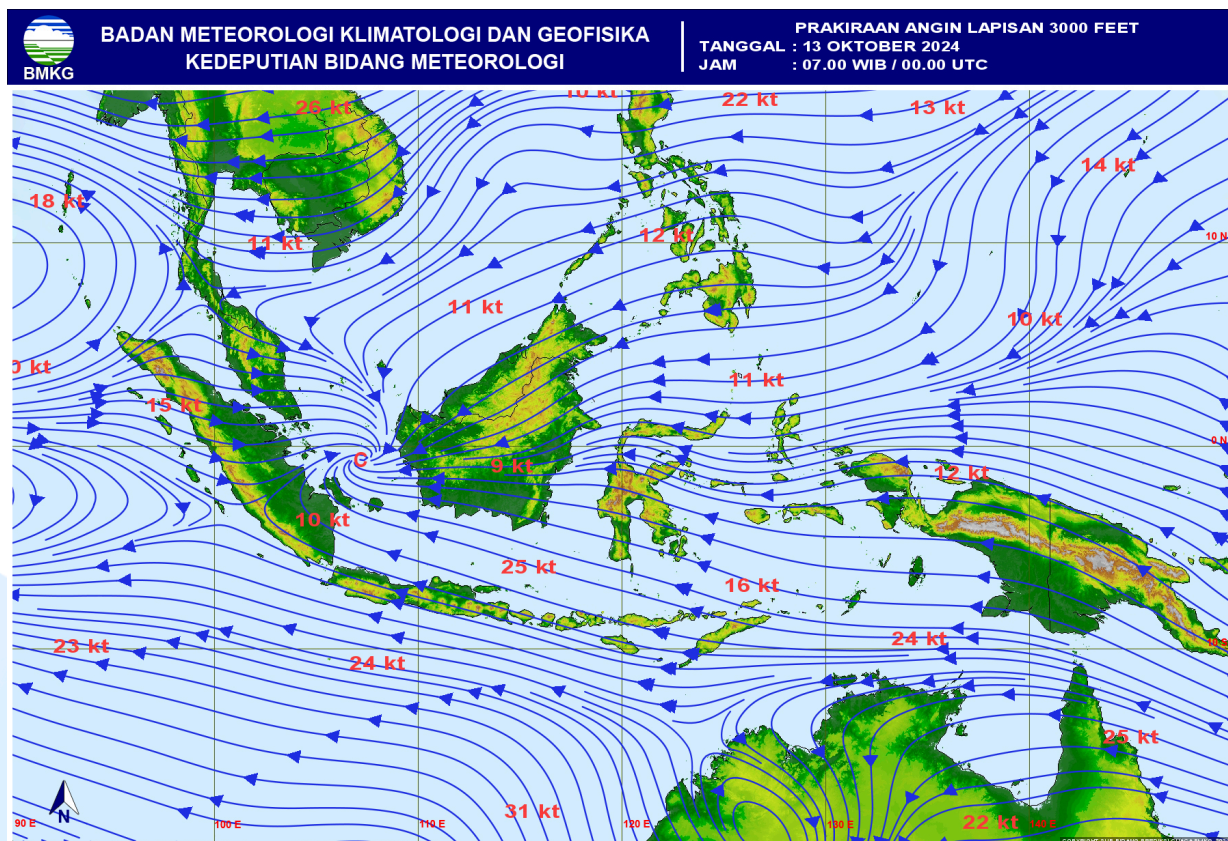 BADAN METEOROLOGI KLIMATOLOGI DAN GEOFISIKA
KEDEPUTIAN BIDANG METEOROLOGI
BMKG
PRAKIRAAN ANGIN LAPISAN 3000 FEET
TANGGAL : 13 OKTOBER 2024
JAM : 07.00 WIB / 00.00 UTC
26 kt
22 kt
13 kt
14 kt
18 kt
11 kt
12 kt
10 N
11 kt
10 kt
11 kt
15 kt
0 N
C
9 kt
12 kt
10 kt
25 kt
16 kt
23 kt
24 kt
24 kt
25 kt
31 kt
22 kt
N
90 E
100 E
110 E
120 E
130 E
140 E